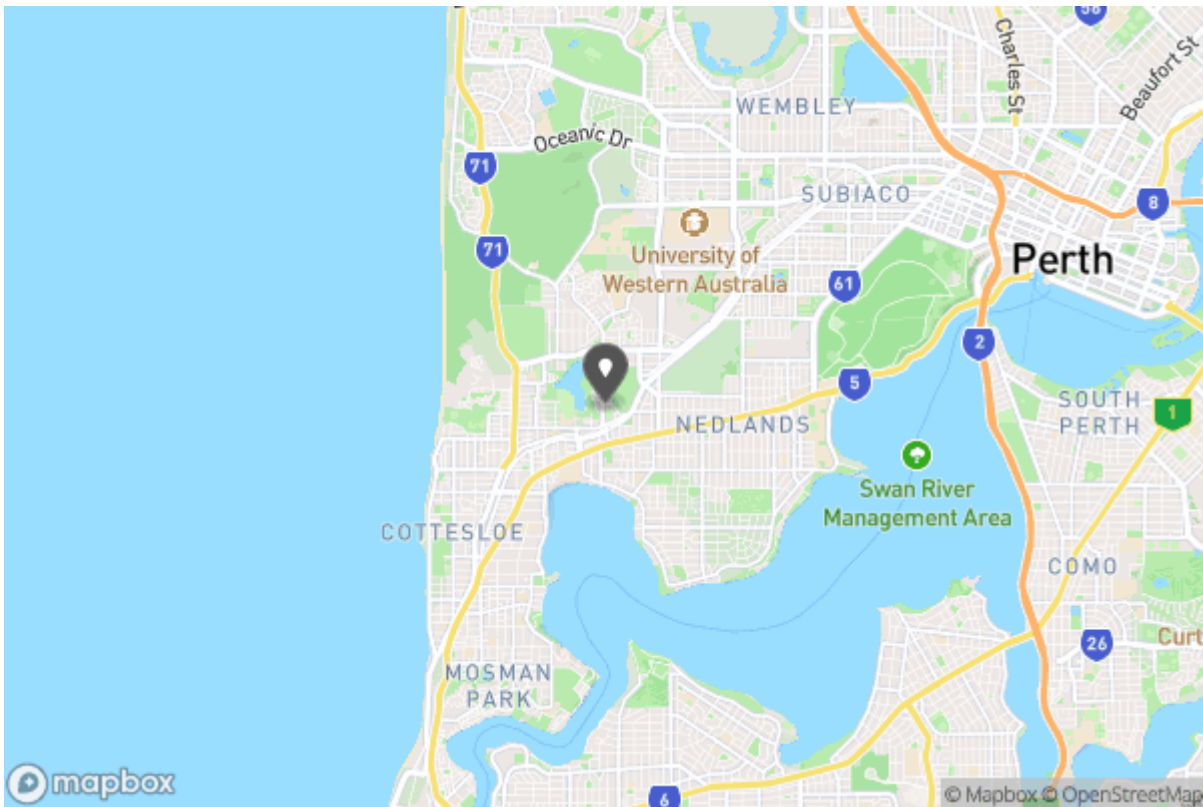 56
Charles St
Beaufort St
WEMBLEY
Oceanic Dr
71
SUBIACO
8
71
University of
Western Australia
Perth
61
2
5
SOUTH
PERTH
1
NEDLANDS
Swan River
Management Area
COTTESLOE
COMO
26
Curt
MOSMAN
PARK
6
mapbox
© Mapbox © OpenStreetMap